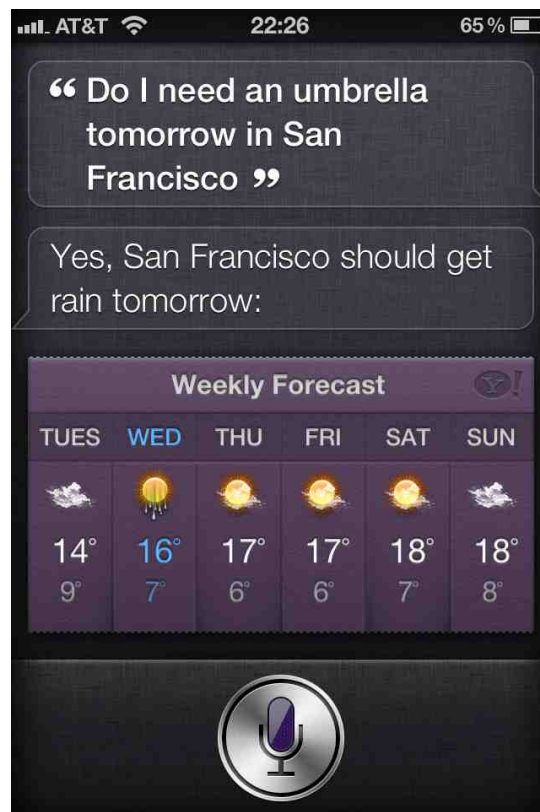 AT&T 22:26 65 %
“ Do I need an umbrella
tomorrow in San
Francisco ”
Yes, San Francisco should get
rain tomorrow:
Weekly Forecast Y!
TUES WED THU FRI SAT SUN
14° 16° 17° 17° 18° 18°
9° 7° 6° 6° 7° 8°